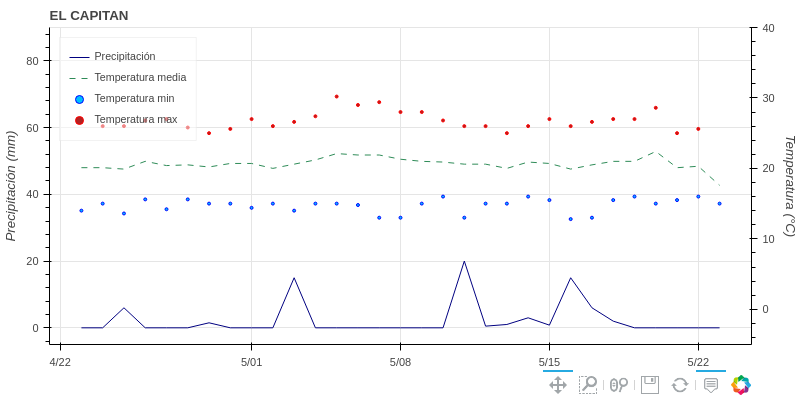 EL CAPITAN
Precipitación
Temperatura media
Temperatura min
Temperatura max
Precipitación (mm)
80
60
40
20
0
Temperatura (°C)
40
30
20
10
0
4/22
5/01
5/08
5/15
5/22